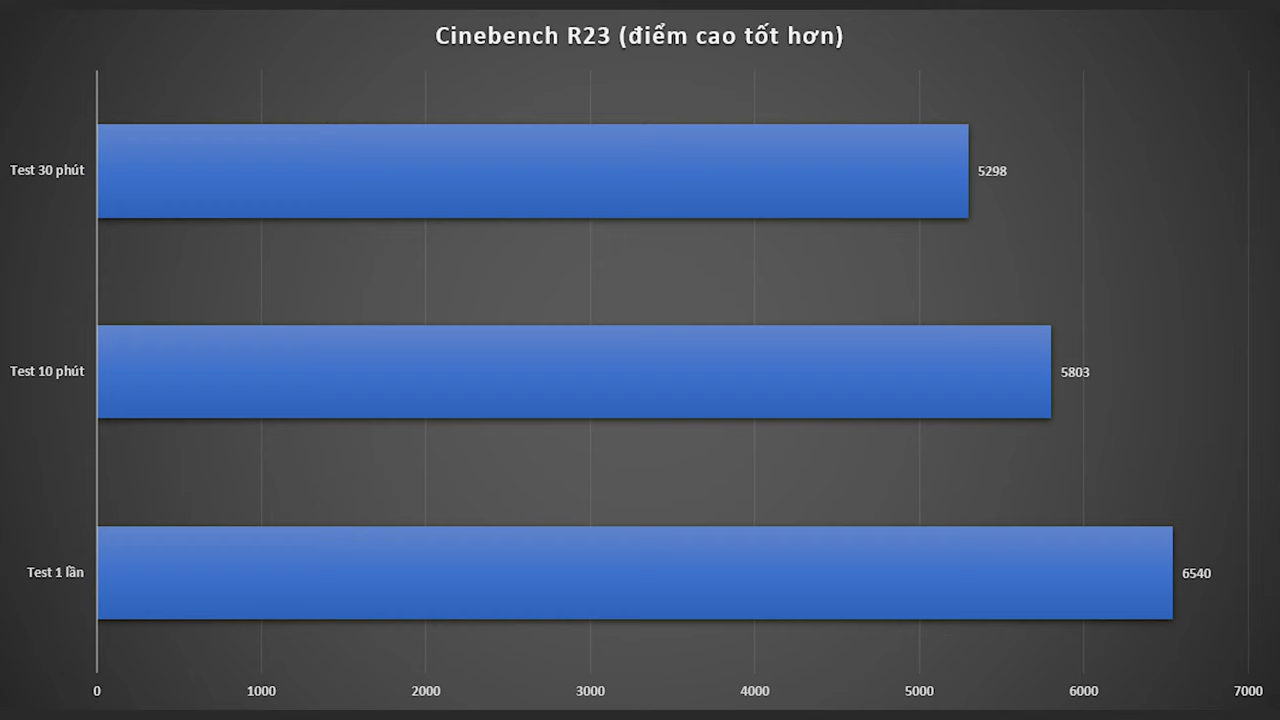 Cinebench R23 (điểm cao tốt hơn)
Test 30 phút
5298
Test 10 phút
5803
Test 1 lần
6540
0 1000 2000 3000 4000 5000 6000 7000